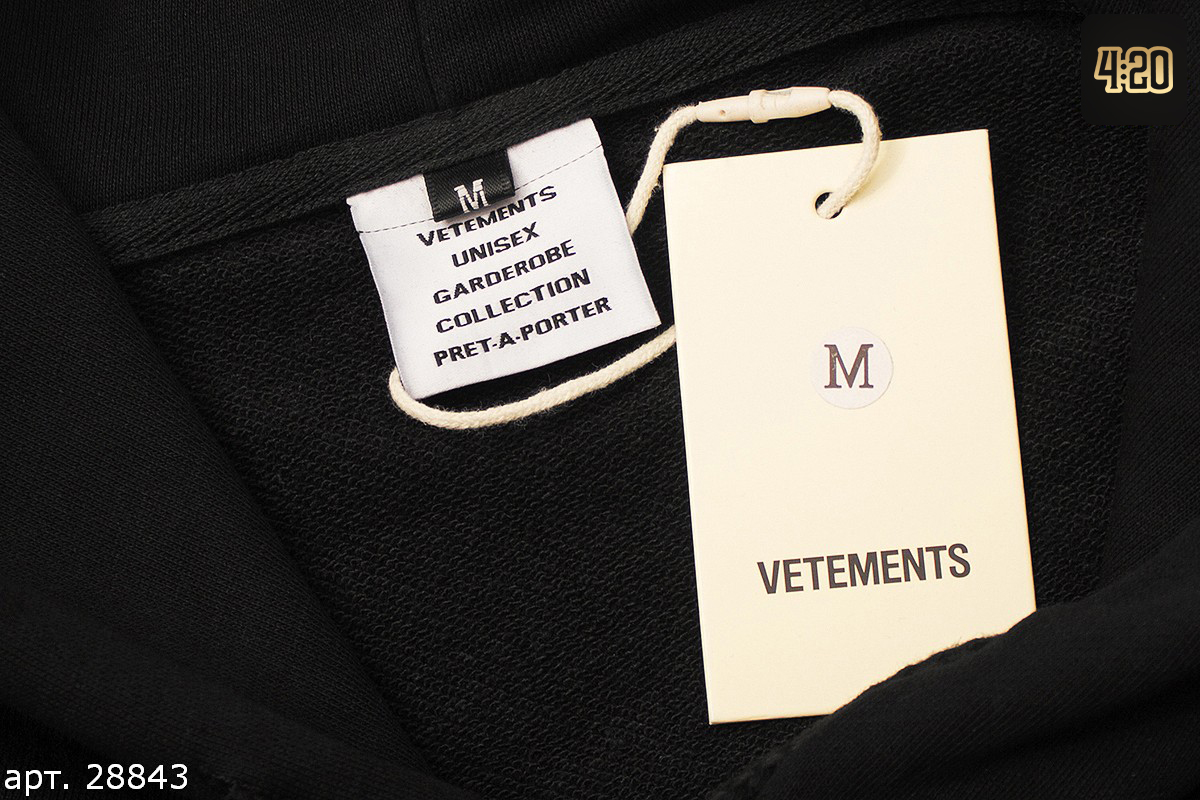 4:20
M
VETEMENTS
UNISEX
GARDEROBE
COLLECTION
PRET-A-PORTER
M
VETEMENTS
арт. 28843